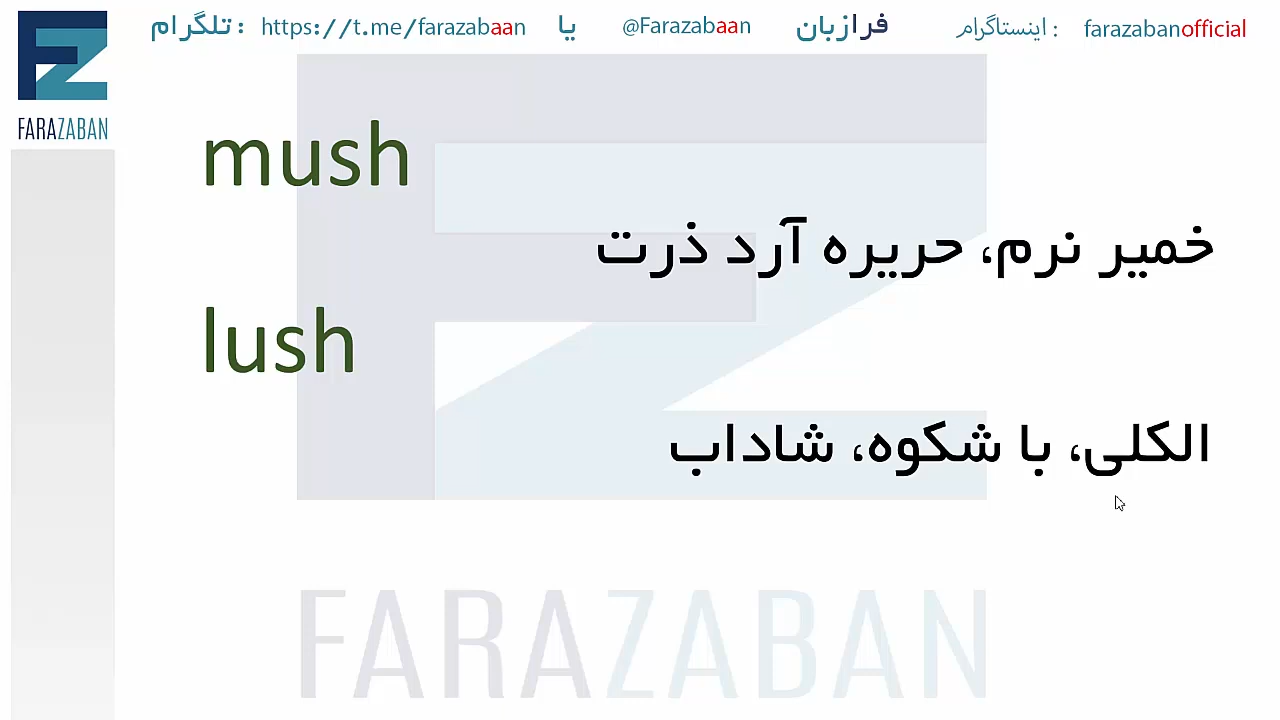 تلگرام : https://t.me/farazabaan یا @Farazabaan فرازبان اینستاگرام : farazabanofficial
FZ
FARAZABAN
mush
خمیر نرم، حریره آرد ذرت
lush
الکلی، با شکوه، شاداب
FARAZABAN